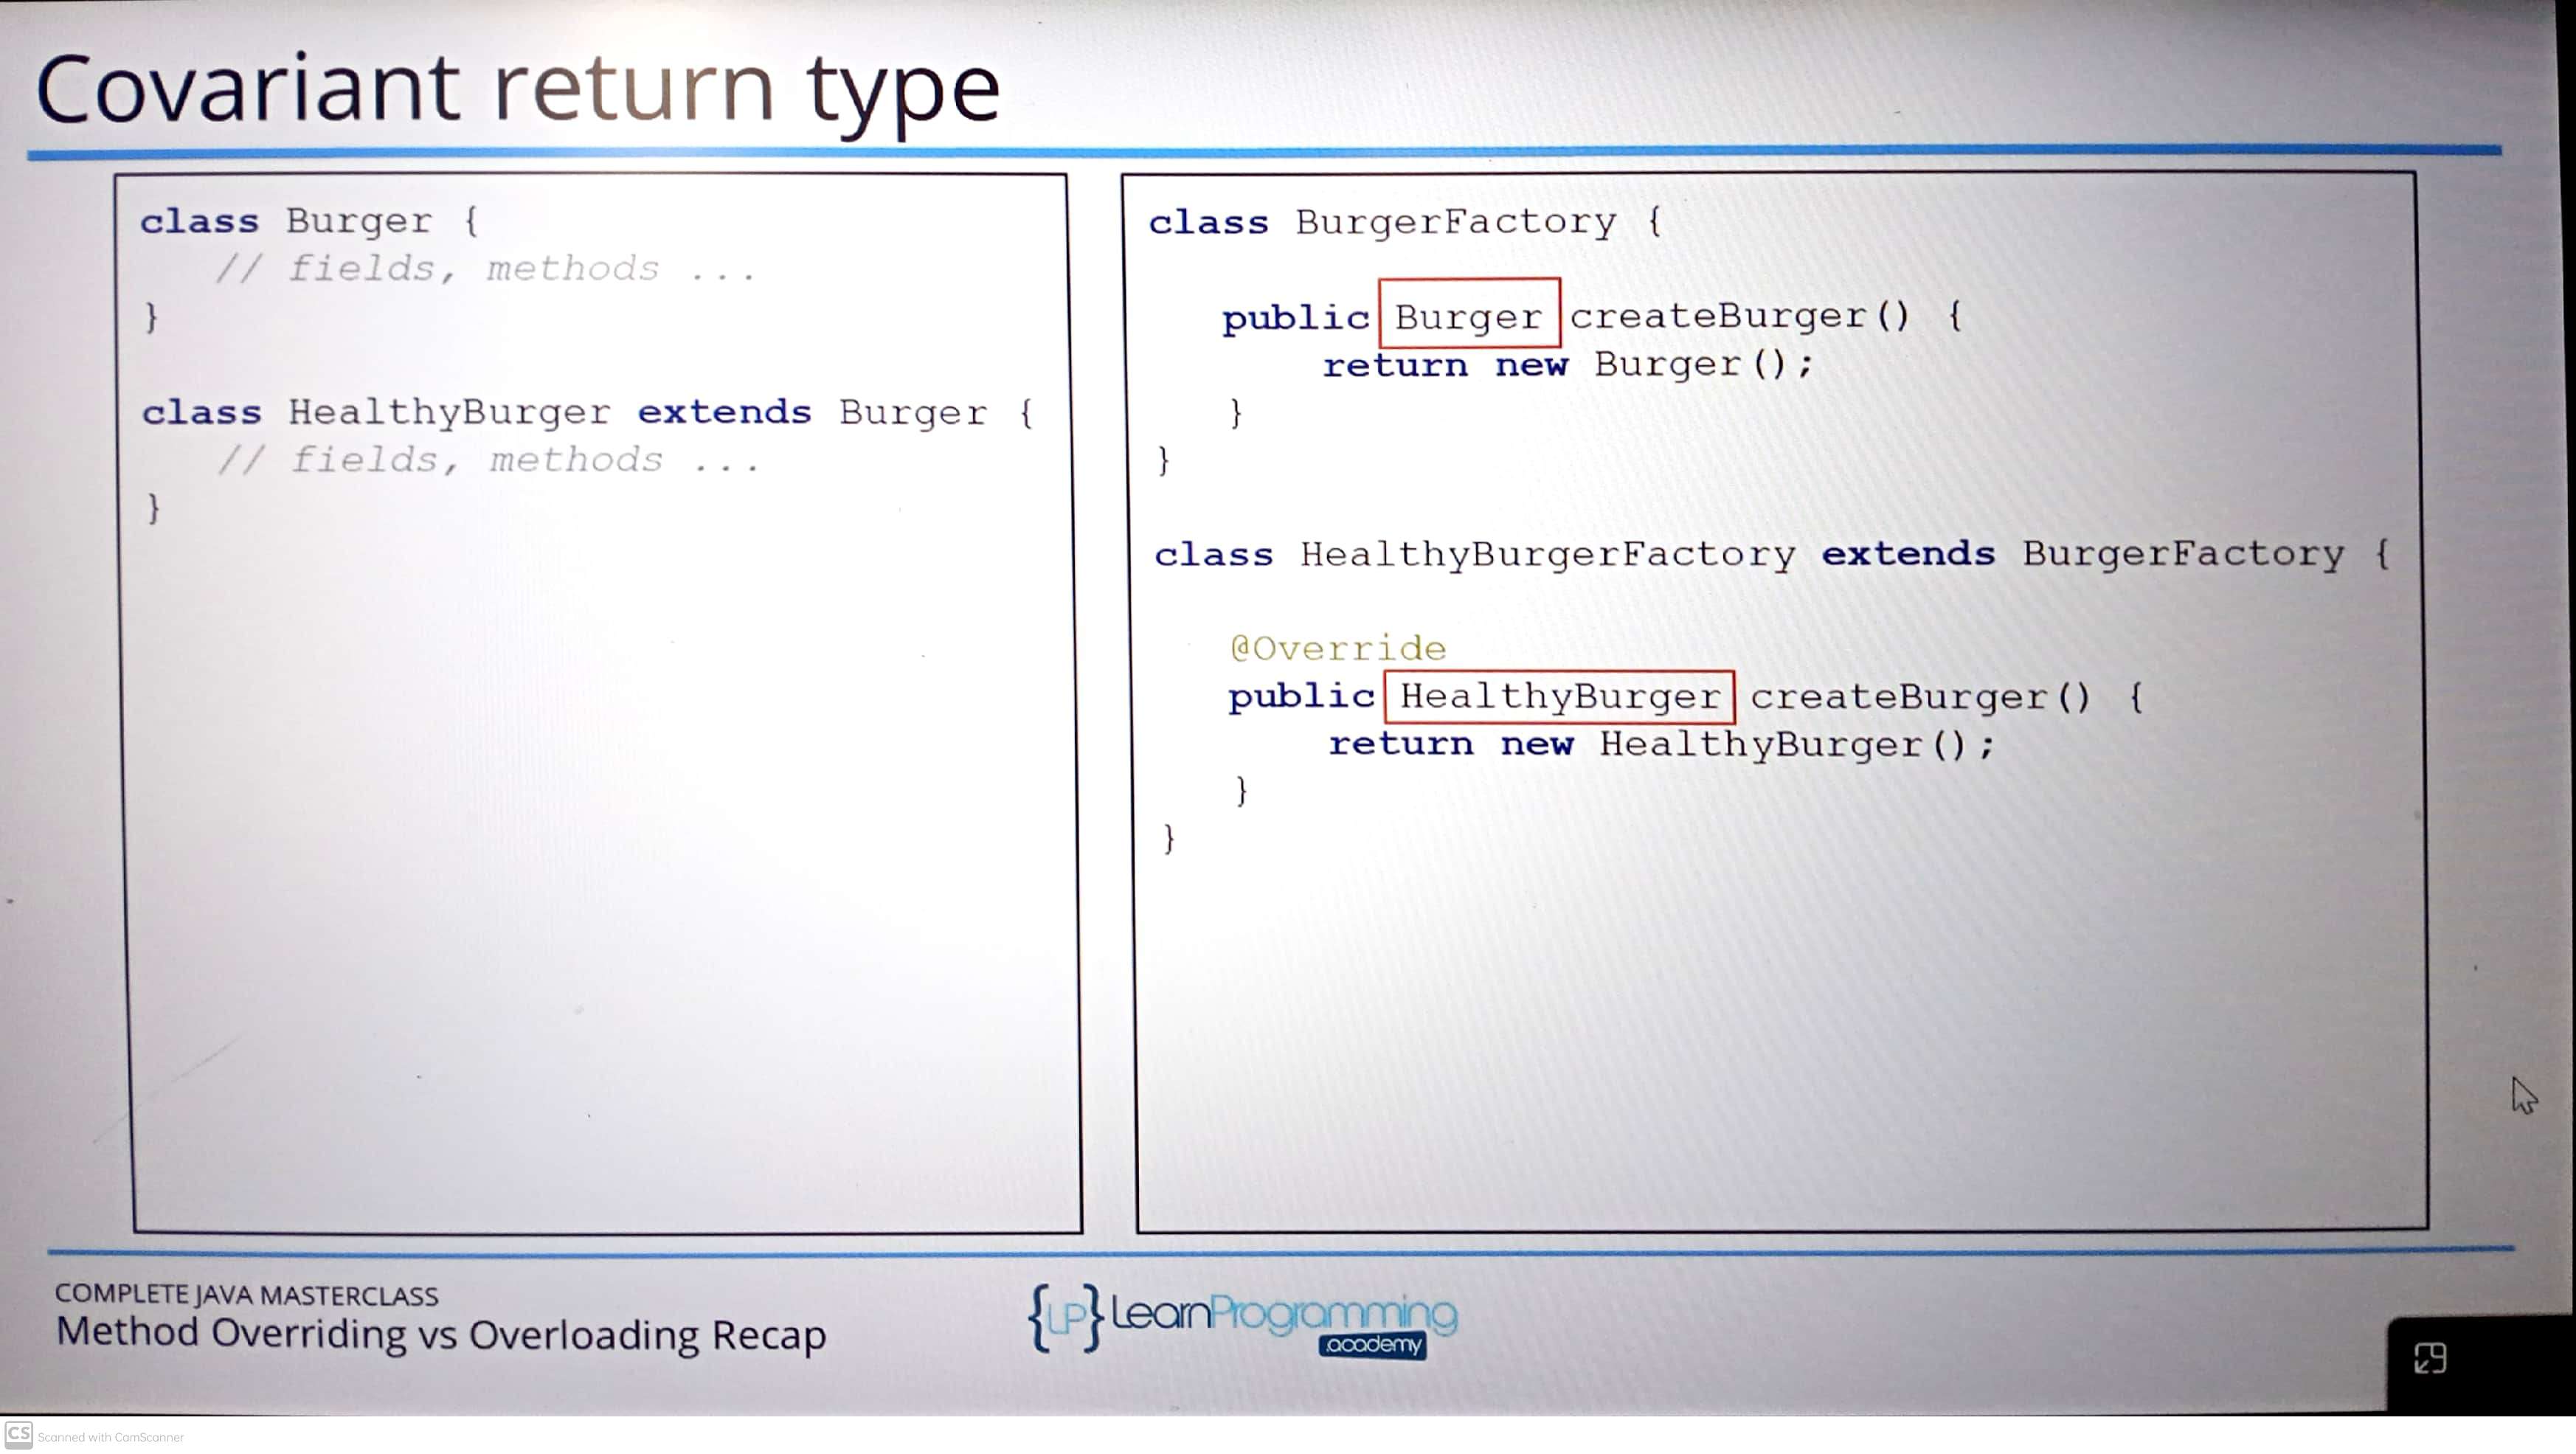 Covariant return type
class Burger {
// fields, methods ...
}
class HealthyBurger extends Burger {
// fields, methods ...
}
class BurgerFactory {
public Burger createBurger() {
return new Burger();
}
}
class HealthyBurgerFactory extends BurgerFactory {
@Override
public HealthyBurger createBurger() {
return new HealthyBurger();
}
}
COMPLETE JAVA MASTERCLASS
Method Overriding vs Overloading Recap
{LP} LearnProgramming
academy
CS Scanned with CamScanner